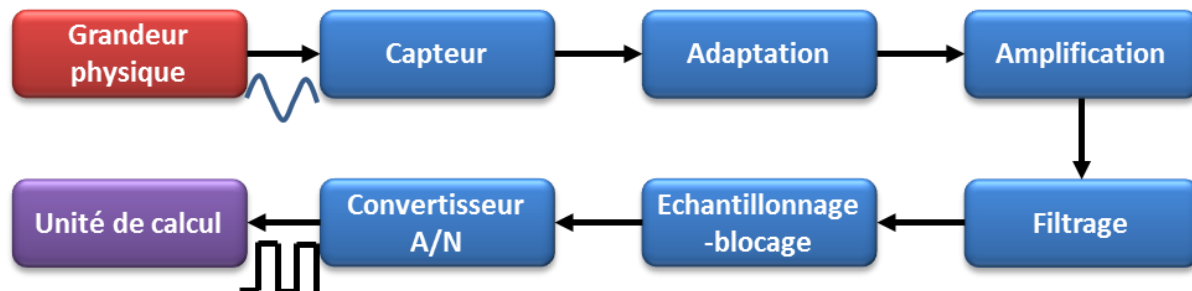 Grandeur
physique
Capteur
Adaptation
Amplification
Unité de calcul
Convertisseur
A/N
Echantillonnage
-blocage
Filtrage